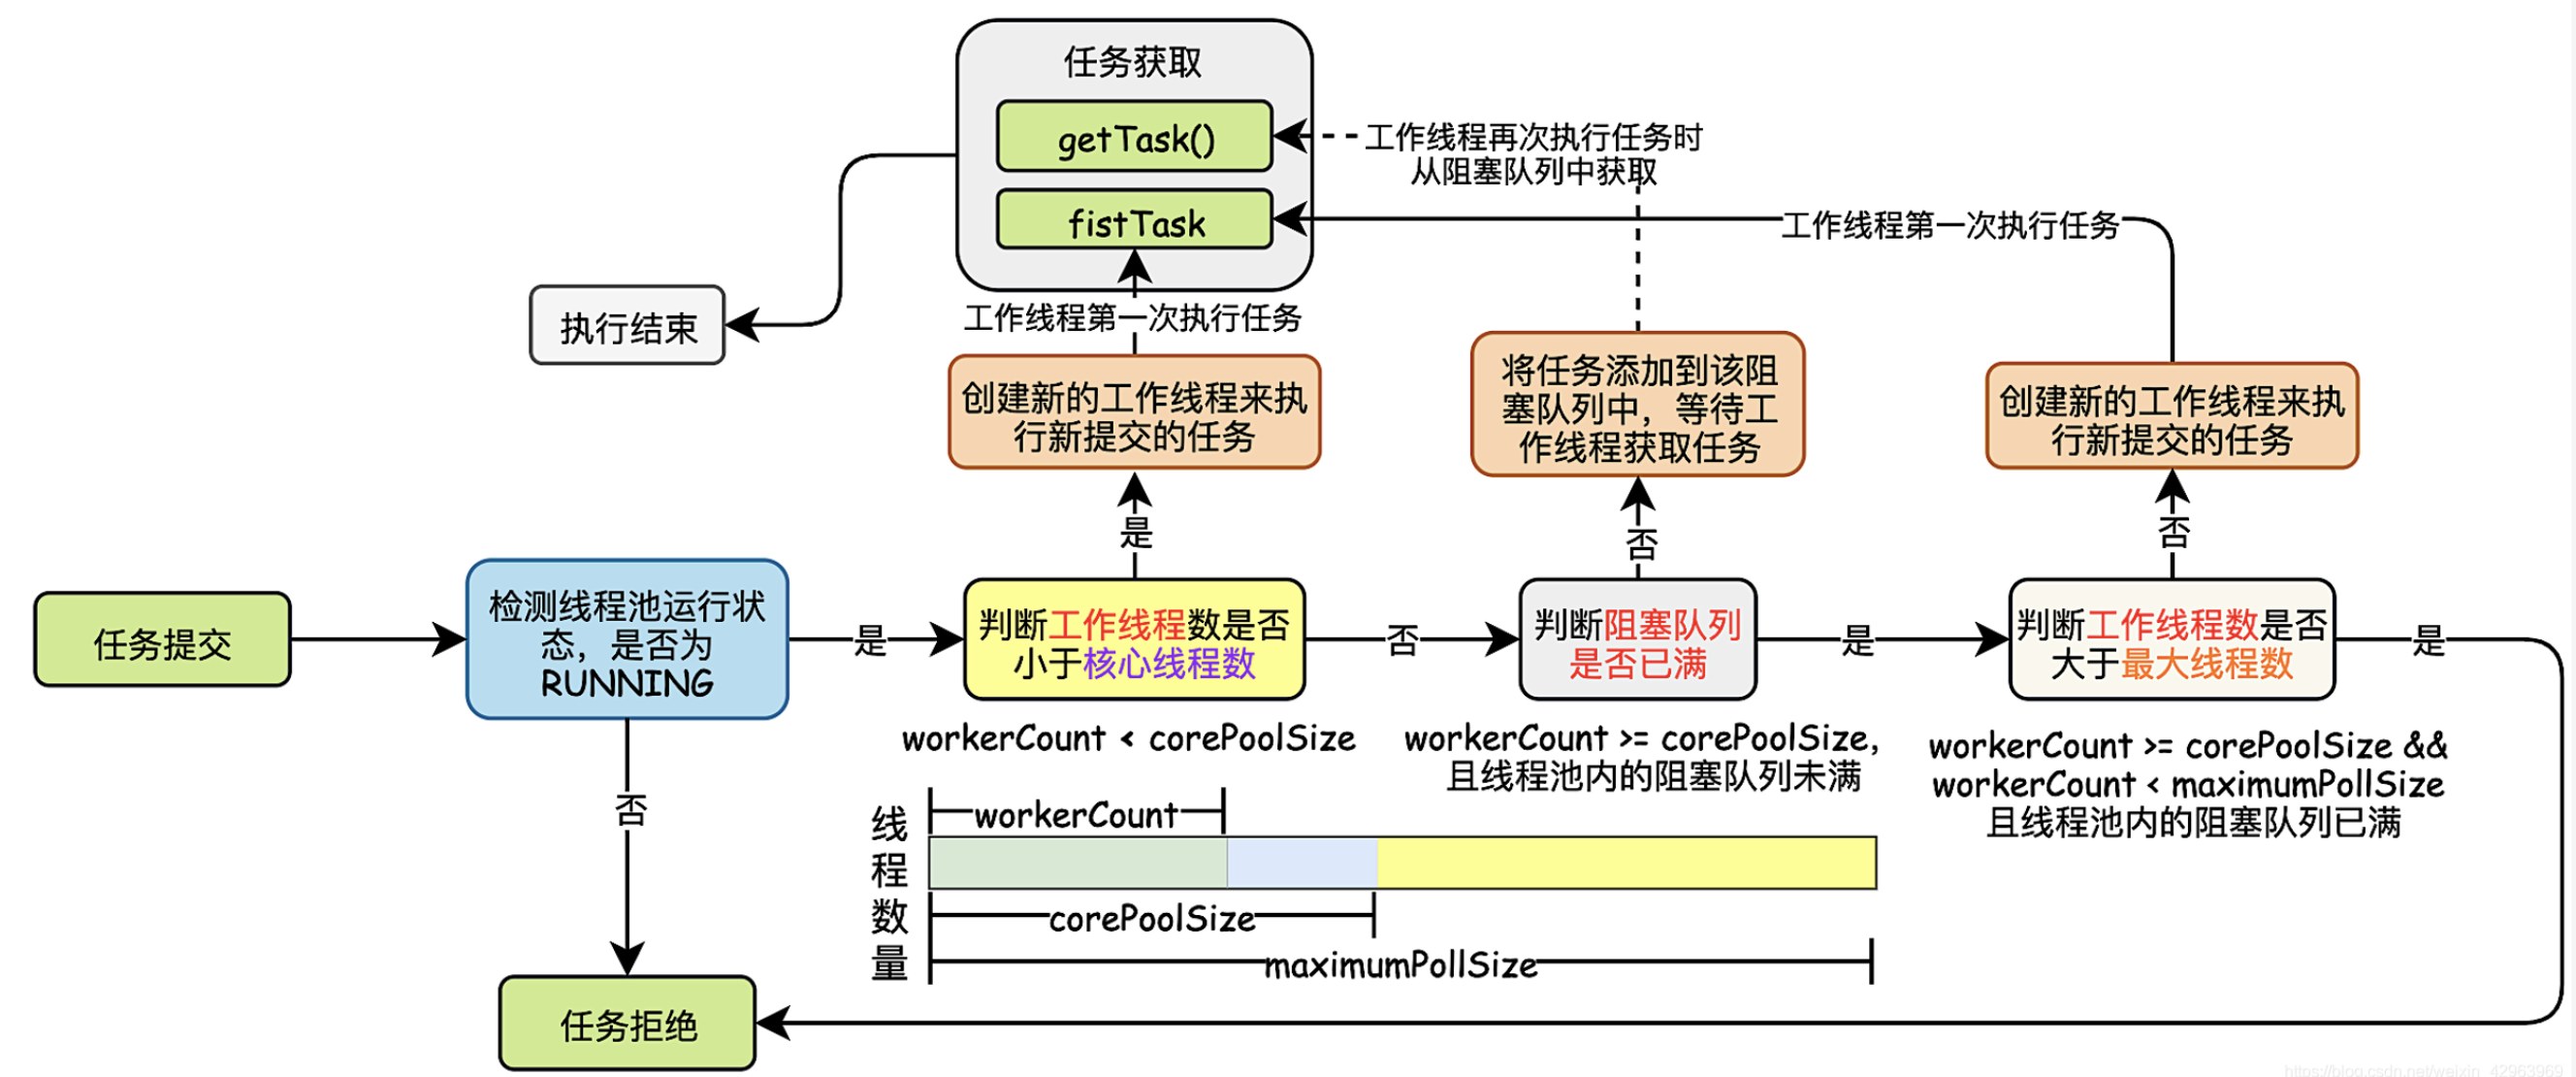 任务获取
getTask()
工作线程再次执行任务时
从阻塞队列中获取
fistTask
工作线程第一次执行任务
执行结束
工作线程第一次执行任务
创建新的工作线程来执
行新提交的任务
将任务添加到该阻
塞队列中，等待工
作线程获取任务
创建新的工作线程来执
行新提交的任务
是
否
否
任务提交
检测线程池运行状
态，是否为
RUNNING
是
判断工作线程数是否
小于核心线程数
否
判断阻塞队列
是否已满
是
判断工作线程数是否
大于最大线程数
是
workerCount < corePoolSize
workerCount >= corePoolSize,
且线程池内的阻塞队列未满
workerCount >= corePoolSize &&
workerCount < maximumPollSize
且线程池内的阻塞队列已满
否
线
程
数
量
workerCount
corePoolSize
maximumPollSize
任务拒绝
https://blog.csdn.net/weixin_42963969